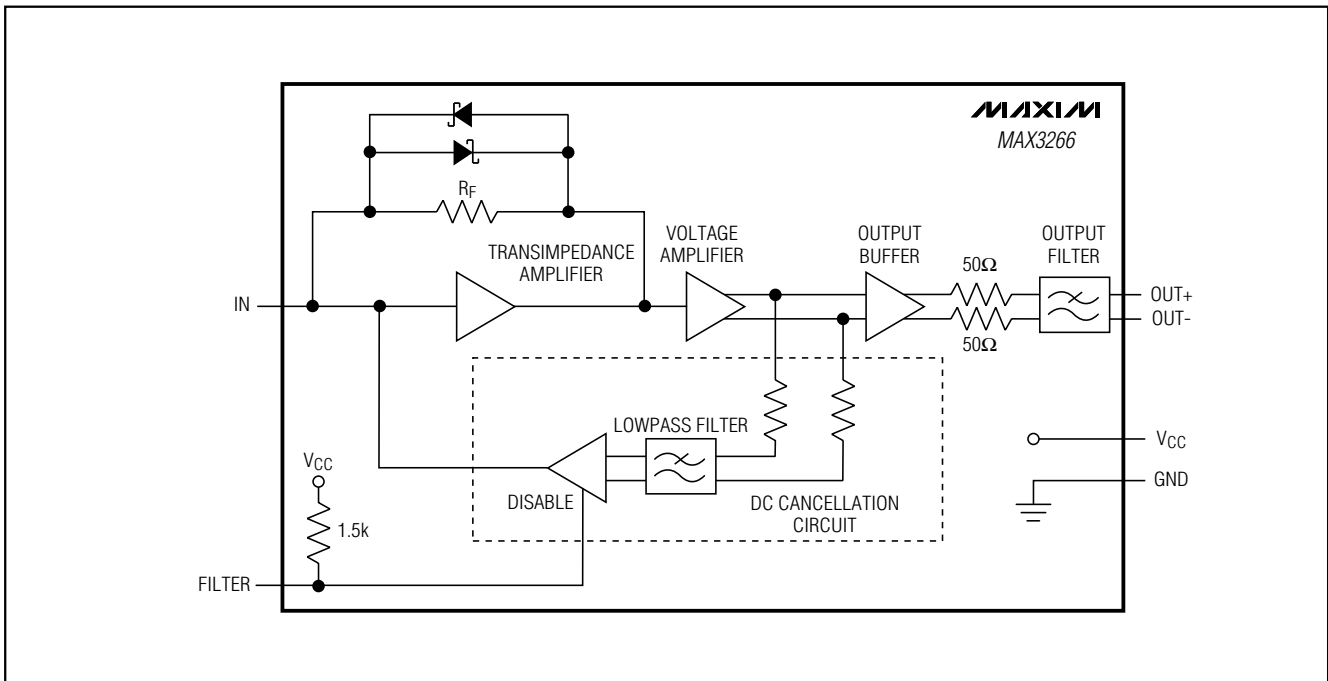 MAXIM
MAX3266
RF
TRANSIMPEDANCE
AMPLIFIER
VOLTAGE
AMPLIFIER
OUTPUT
BUFFER
OUTPUT
FILTER
50Ω
50Ω
IN
OUT+
OUT-
LOWPASS FILTER
DISABLE
DC CANCELLATION
CIRCUIT
VCC
1.5k
FILTER
VCC
GND